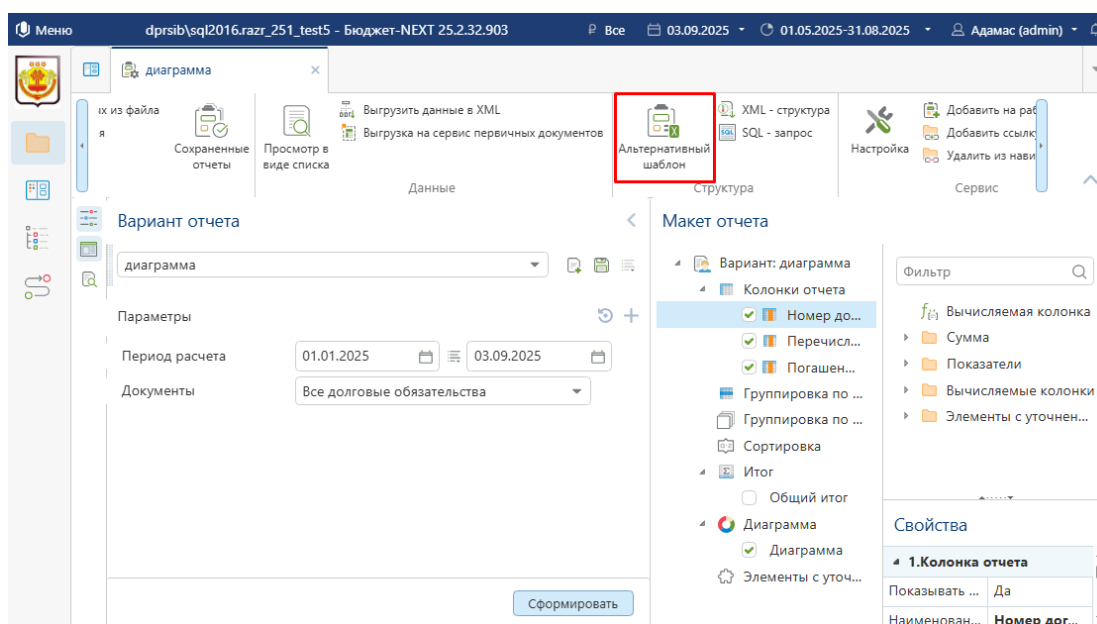 Меню
dprsib\sql2016.razr_251_test5 - Бюджет-NEXT 25.2.32.903
Все
03.09.2025
01.05.2025-31.08.2025
Адамас (admin)
диаграмма
из файла
Сохраненные
отчеты
Просмотр в
виде списка
Выгрузить данные в XML
Выгрузка на сервис первичных документов
Данные
Альтернативный
шаблон
XML - структура
SQL - запрос
Структура
Настройка
Добавить на раб
Добавить ссылк
Удалить из нави
Сервис
Вариант отчета
диаграмма
Параметры
Период расчета
01.01.2025
03.09.2025
Документы
Все долговые обязательства
Сформировать
Макет отчета
Вариант: диаграмма
Колонки отчета
Номер до...
Перечисл...
Погашен...
Группировка по ...
Группировка по ...
Сортировка
Итог
Общий итог
Диаграмма
Диаграмма
Элементы с уточ...
Фильтр
Вычисляемая колонка
Сумма
Показатели
Вычисляемые колонки
Элементы с уточнен...
Свойства
1.Колонка отчета
Показывать ... Да
Наименован... Номер дог...